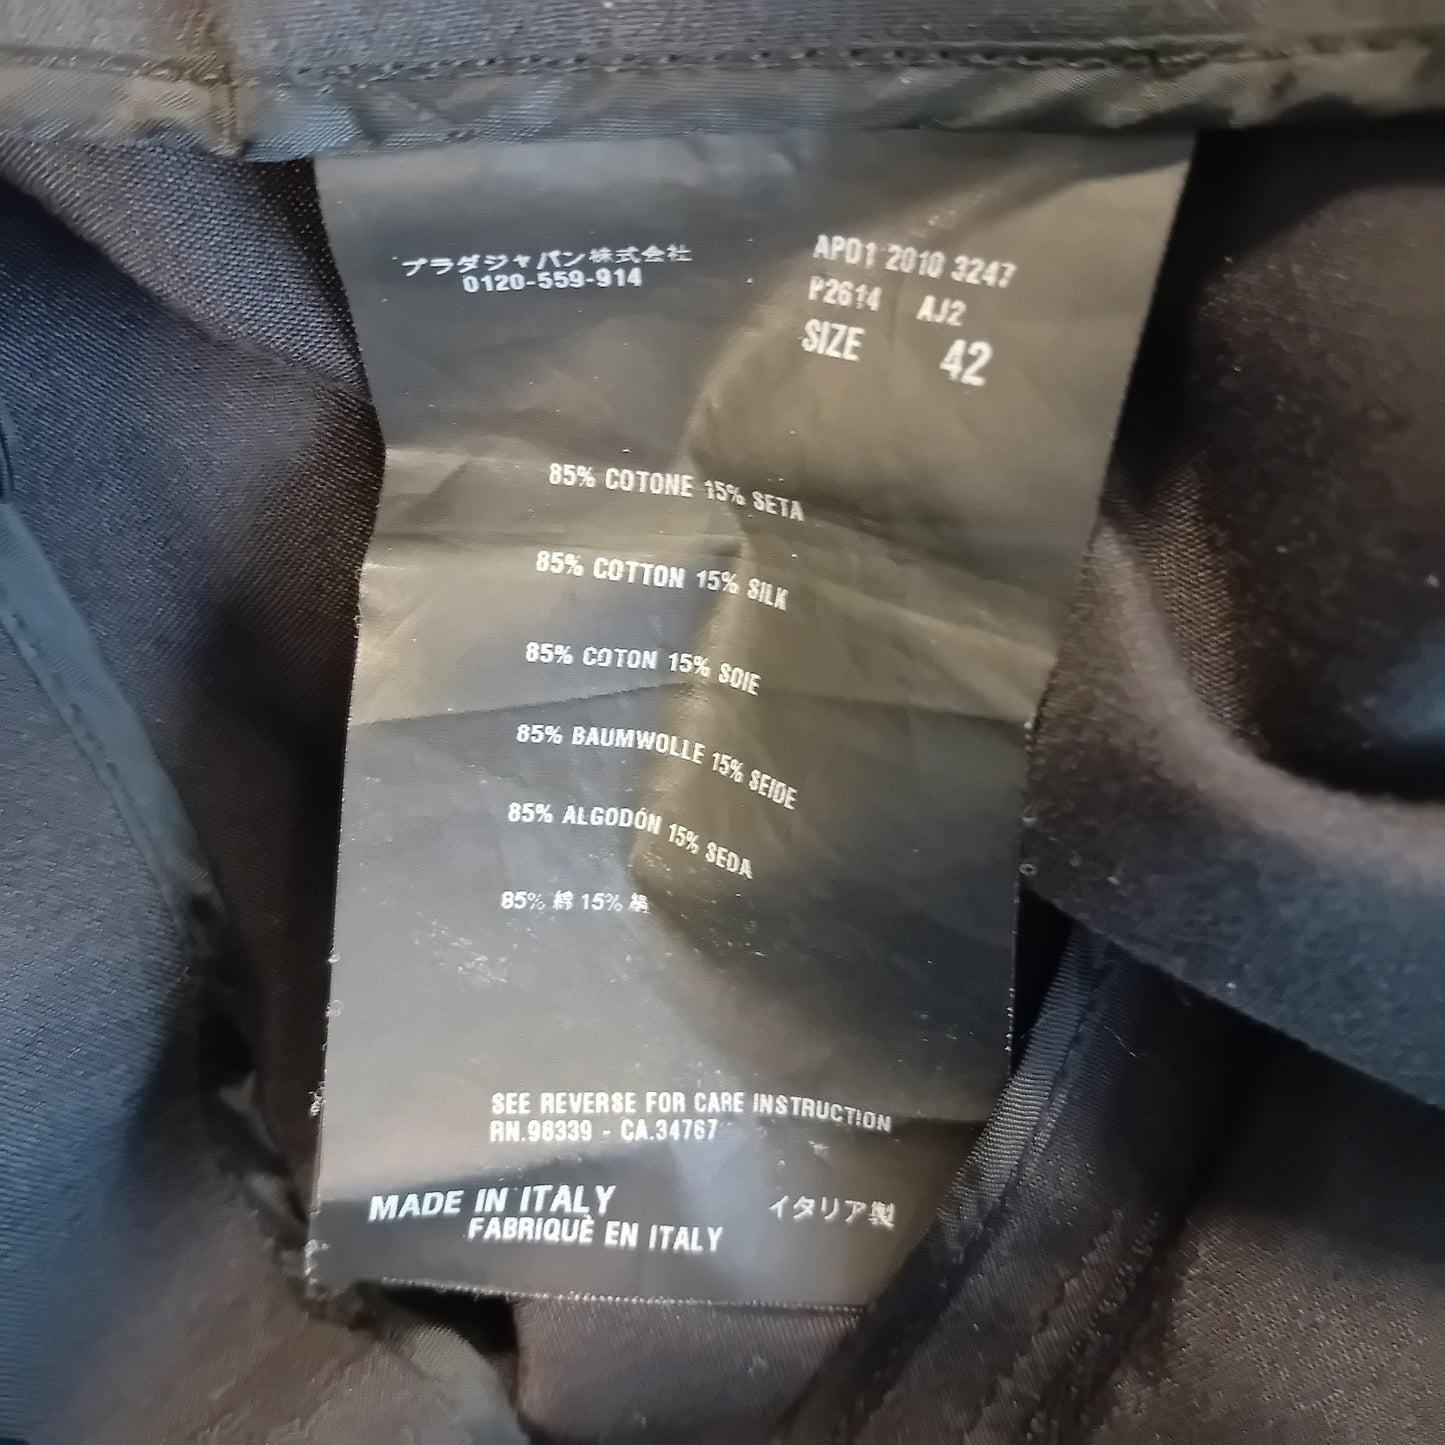 プラダジャパン株式会社
0120-559-914
APD1 2010 3247
P2614 AJ2
SIZE 42
85% COTONE 15% SETA
85% COTTON 15% SILK
85% COTON 15% SOIE
85% BAUMWOLLE 15% SEIDE
85% ALGODÓN 15% SEDA
85% 綿 15% 絹
SEE REVERSE FOR CARE INSTRUCTION
RN.98339 - CA.34767
MADE IN ITALY
FABRIQUÈ EN ITALY
イタリア製